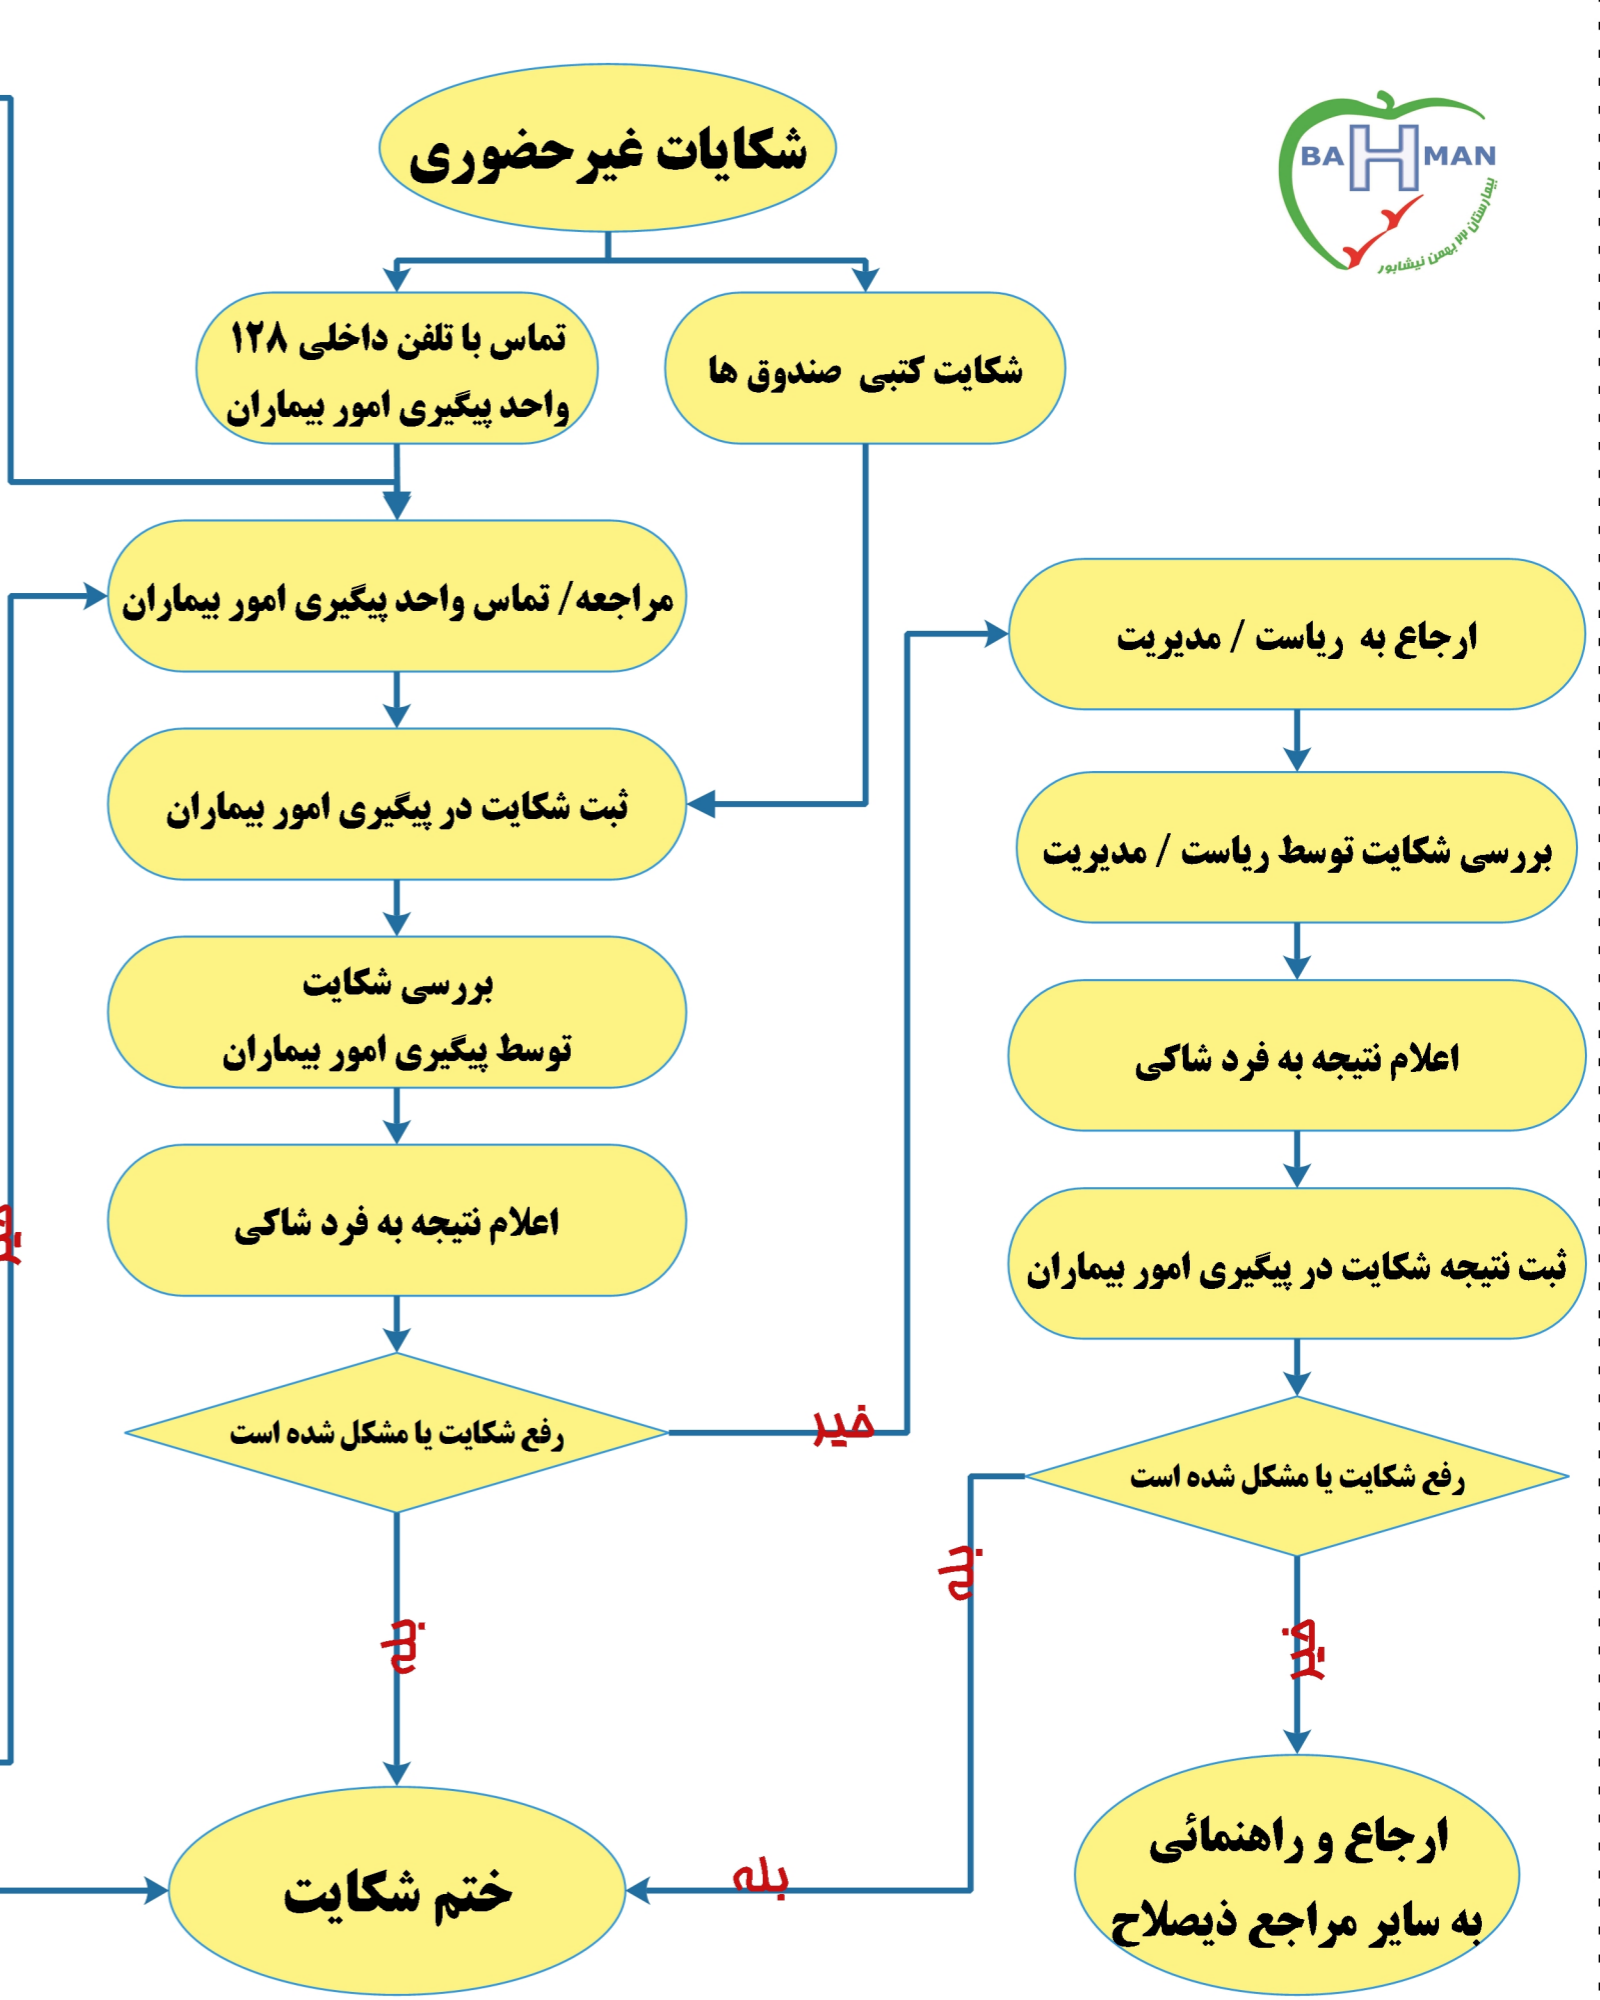 شکایات غیرحضوری
BAHMAN
بیمارستان ۲۲ بهمن نیشابور
شکایت کتبی صندوق ها
تماس با تلفن داخلی ۱۲۸
واحد پیگیری امور بیماران
مراجعه/ تماس واحد پیگیری امور بیماران
ثبت شکایت در پیگیری امور بیماران
بررسی شکایت
توسط پیگیری امور بیماران
اعلام نتیجه به فرد شاکی
رفع شکایت یا مشکل شده است
خیر
بله
ختم شکایت
ارجاع به ریاست / مدیریت
بررسی شکایت توسط ریاست / مدیریت
اعلام نتیجه به فرد شاکی
ثبت نتیجه شکایت در پیگیری امور بیماران
رفع شکایت یا مشکل شده است
بله
خیر
بله
ارجاع و راهنمائی
به سایر مراجع ذیصلاح